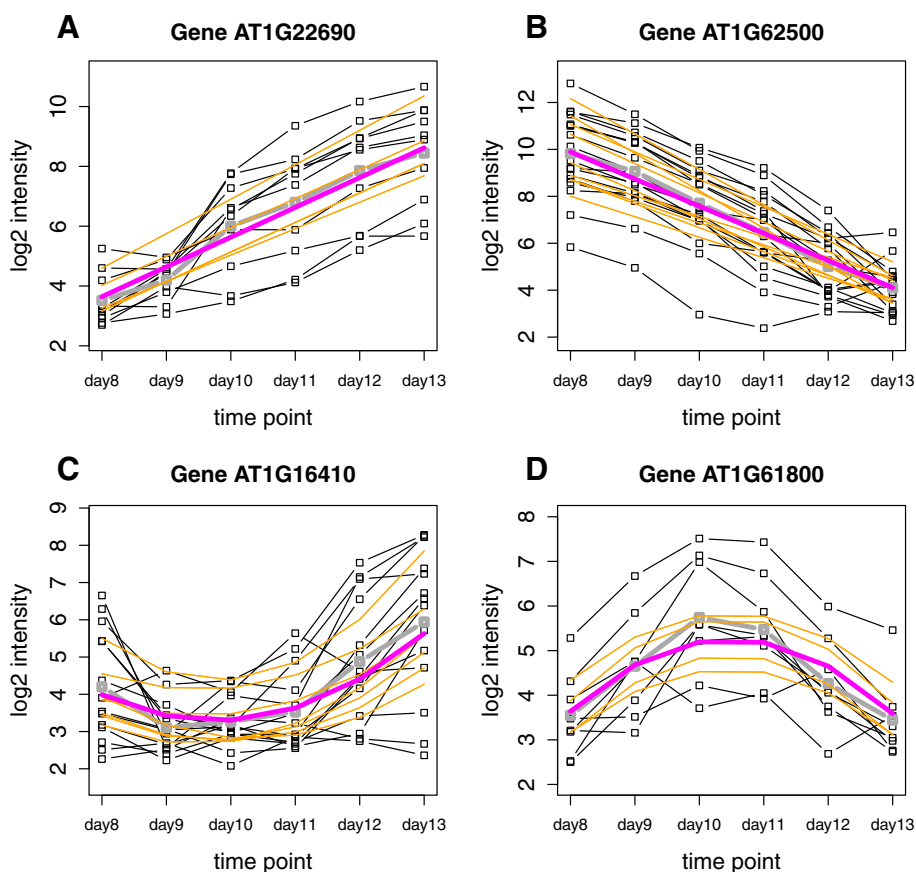 A
Gene AT1G22690
log2 intensity
10
8
6
4
2
day8 day9 day10 day11 day12 day13
time point
B
Gene AT1G62500
log2 intensity
12
10
8
6
4
2
day8 day9 day10 day11 day12 day13
time point
C
Gene AT1G16410
log2 intensity
9
8
7
6
5
4
3
2
day8 day9 day10 day11 day12 day13
time point
D
Gene AT1G61800
log2 intensity
8
7
6
5
4
3
2
day8 day9 day10 day11 day12 day13
time point